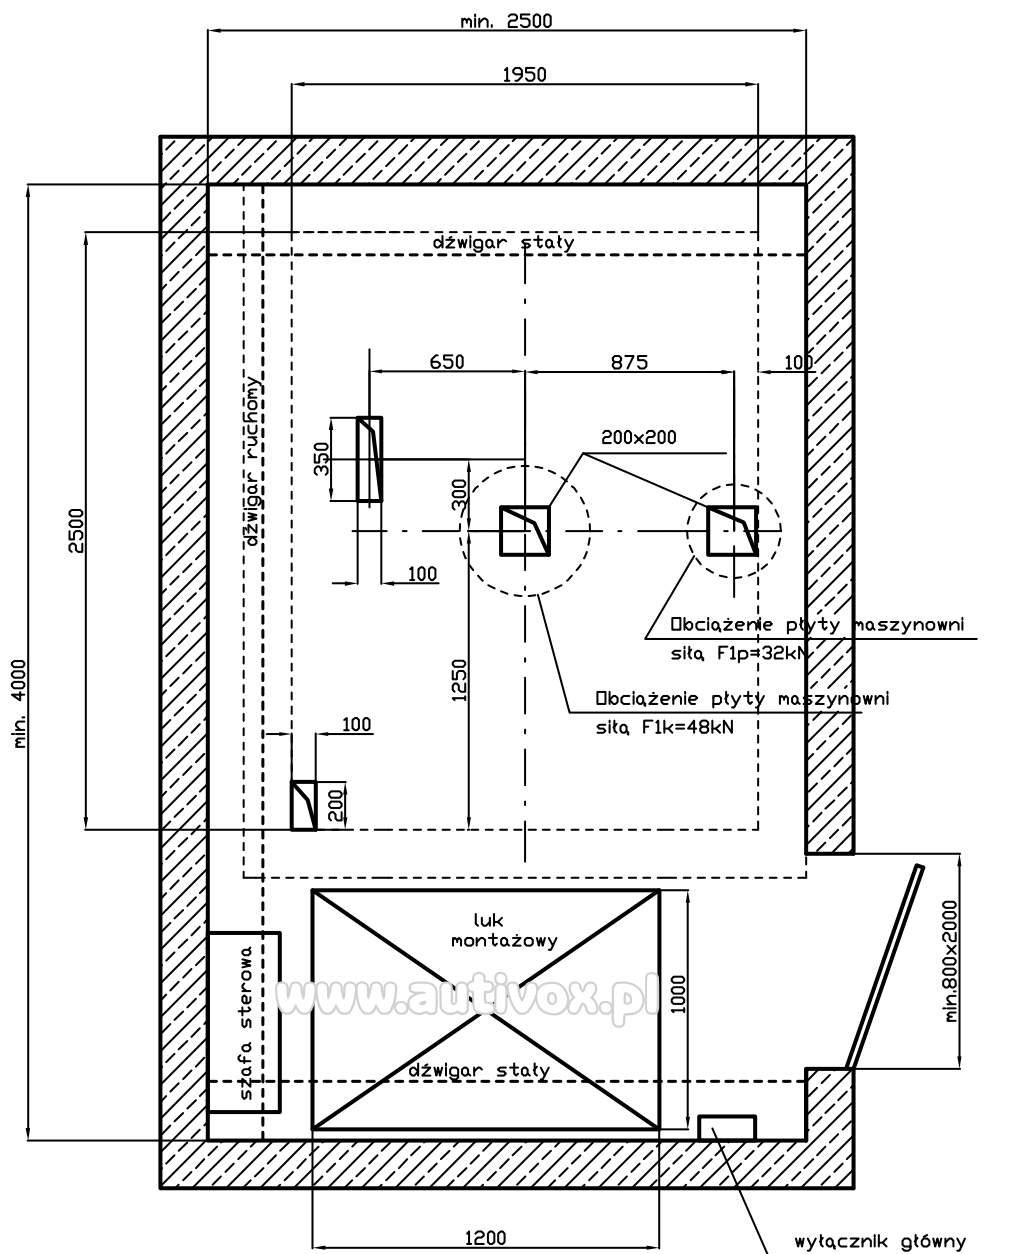 min. 2500
1950
dźwigar stały
650
875
100
dźwigar ruchomy
200x200
350
300
2500
100
Obciążenie płyty maszynowni
siłą F1p=32kN
min. 4000
1250
Obciążenie płyty maszynowni
siłą F1k=48kN
100
200
luk
montażowy
min.800x2000
szafa sterowa
www.autivox.pl
1000
dźwigar stały
1200
wyłącznik główny